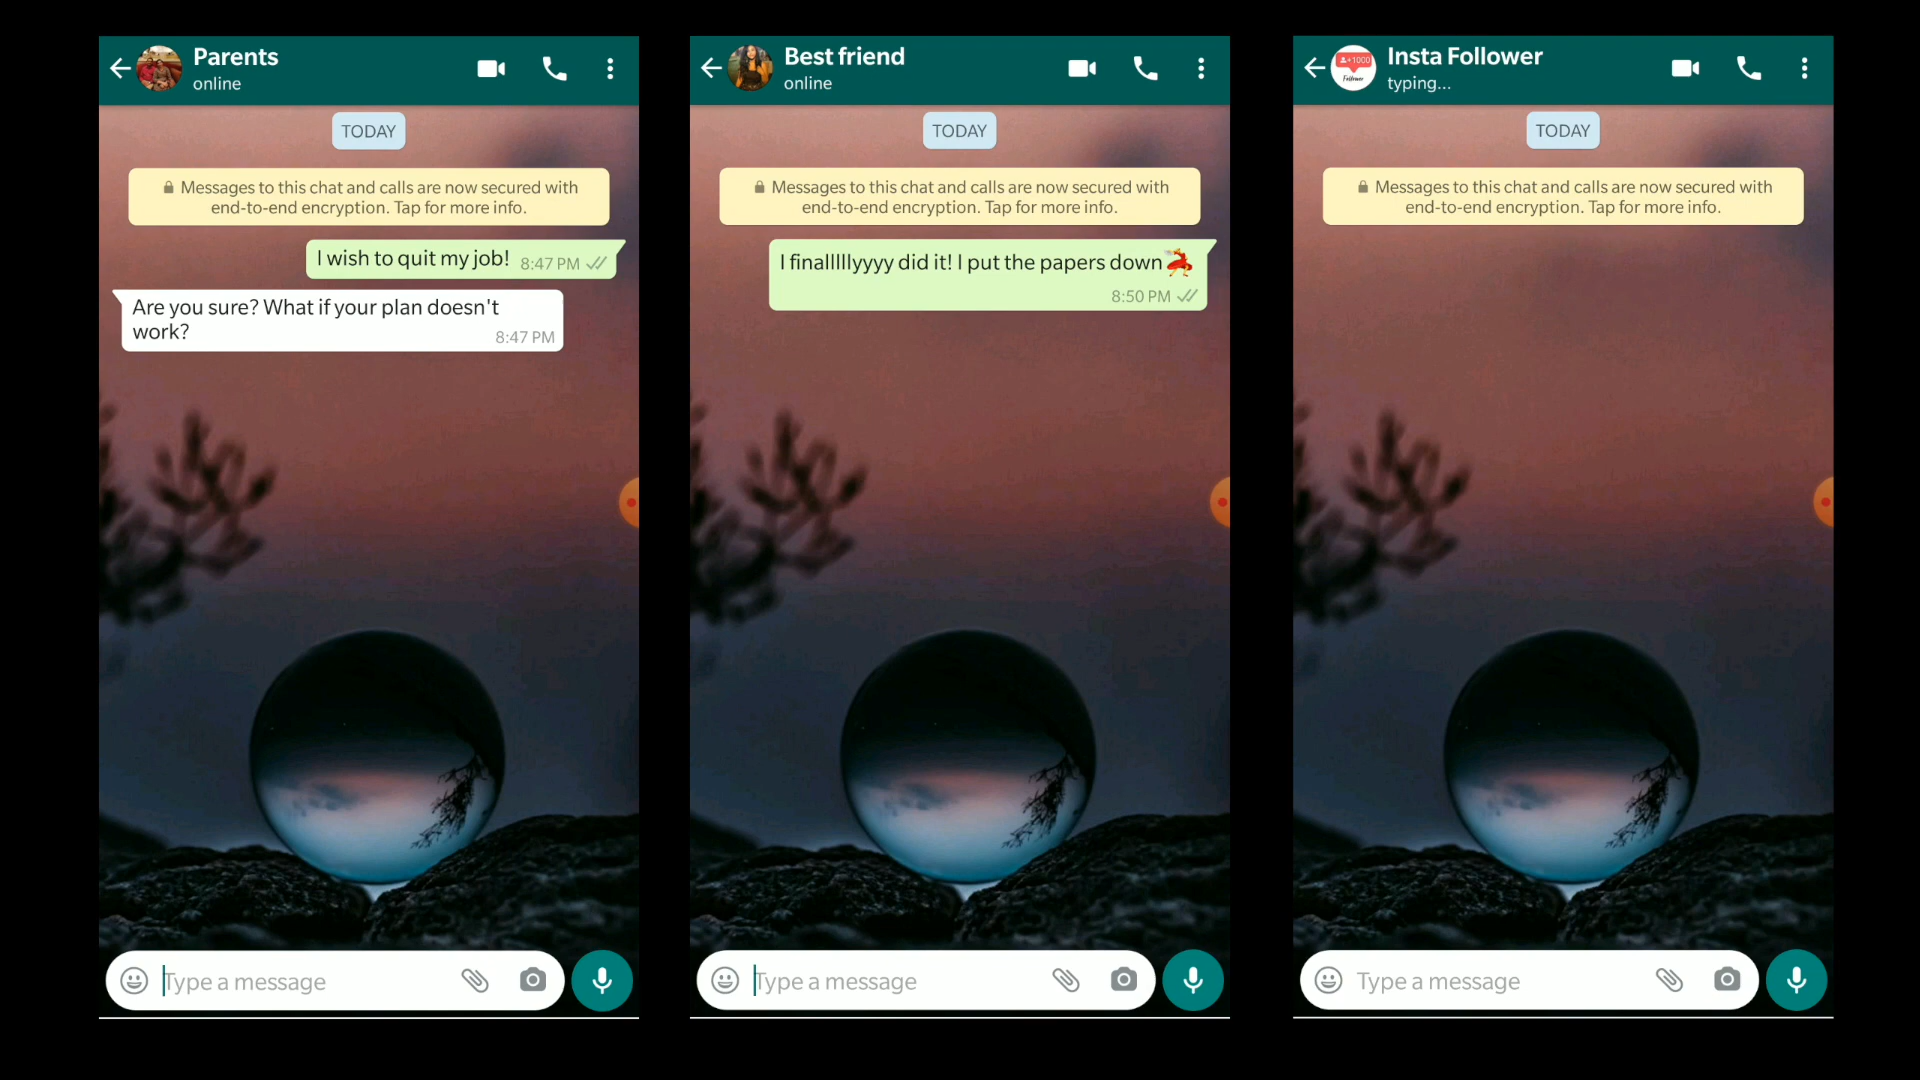 Parents
online
TODAY
Messages to this chat and calls are now secured with
end-to-end encryption. Tap for more info.
I wish to quit my job! 8:47 PM
Are you sure? What if your plan doesn't
work? 8:47 PM
Type a message
Best friend
online
TODAY
Messages to this chat and calls are now secured with
end-to-end encryption. Tap for more info.
I finalllllyyyy did it! I put the papers down💃
8:50 PM
Type a message
+1000
Follower
Insta Follower
typing...
TODAY
Messages to this chat and calls are now secured with
end-to-end encryption. Tap for more info.
Type a message